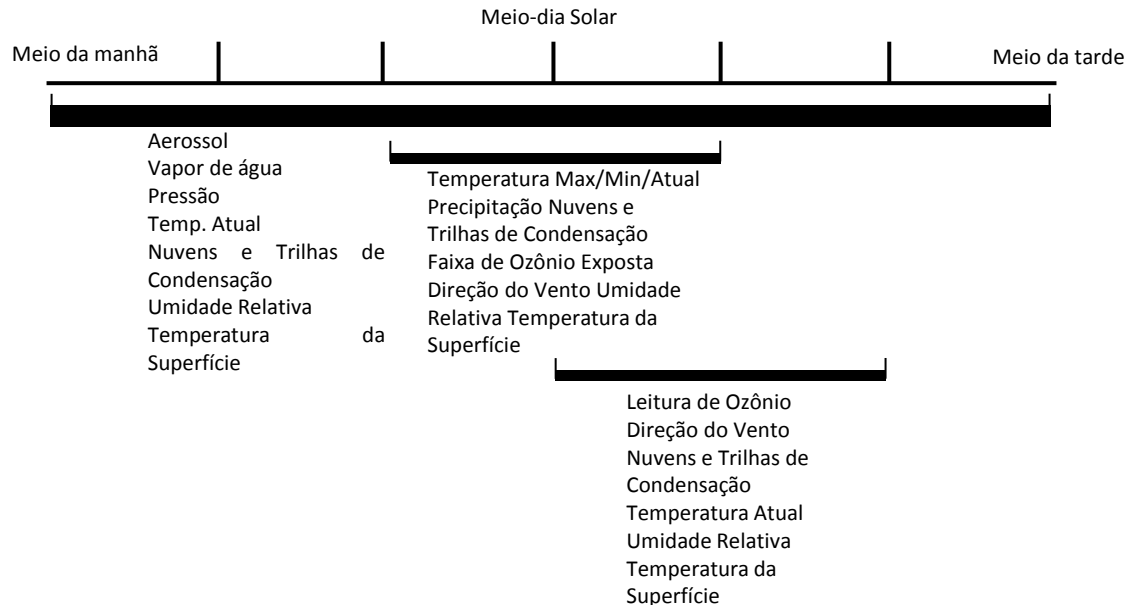 Meio-dia Solar
Meio da manhã
Meio da tarde
Aerossol
Vapor de água
Pressão
Temp. Atual
Nuvens e Trilhas de
Condensação
Umidade Relativa
Temperatura da
Superfície
Temperatura Max/Min/Atual
Precipitação Nuvens e
Trilhas de Condensação
Faixa de Ozônio Exposta
Direção do Vento Umidade
Relativa Temperatura da
Superfície
Leitura de Ozônio
Direção do Vento
Nuvens e Trilhas de
Condensação
Temperatura Atual
Umidade Relativa
Temperatura da
Superfície